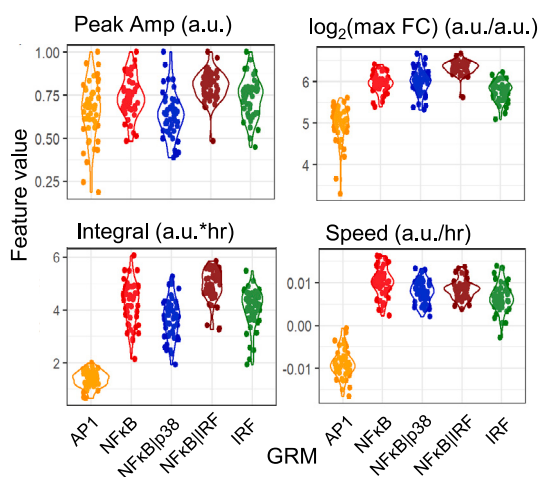 Peak Amp (a.u.)
log₂(max FC) (a.u./a.u.)
Feature value
1.00
0.75
0.50
0.25
6
5
4
Integral (a.u.*hr)
Speed (a.u./hr)
6
4
2
0.01
0.00
-0.01
AP1
NFκB
NFκB|p38
NFκB|IRF
IRF
AP1
NFκB
NFκB|p38
NFκB|IRF
IRF
GRM